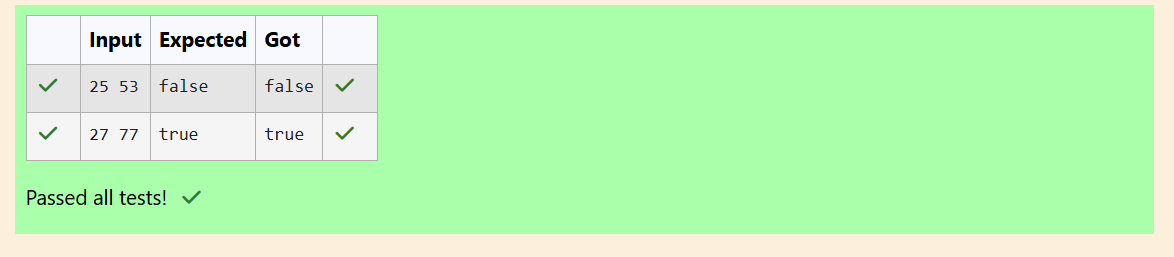 Input Expected Got
25 53 false false
27 77 true true
Passed all tests!